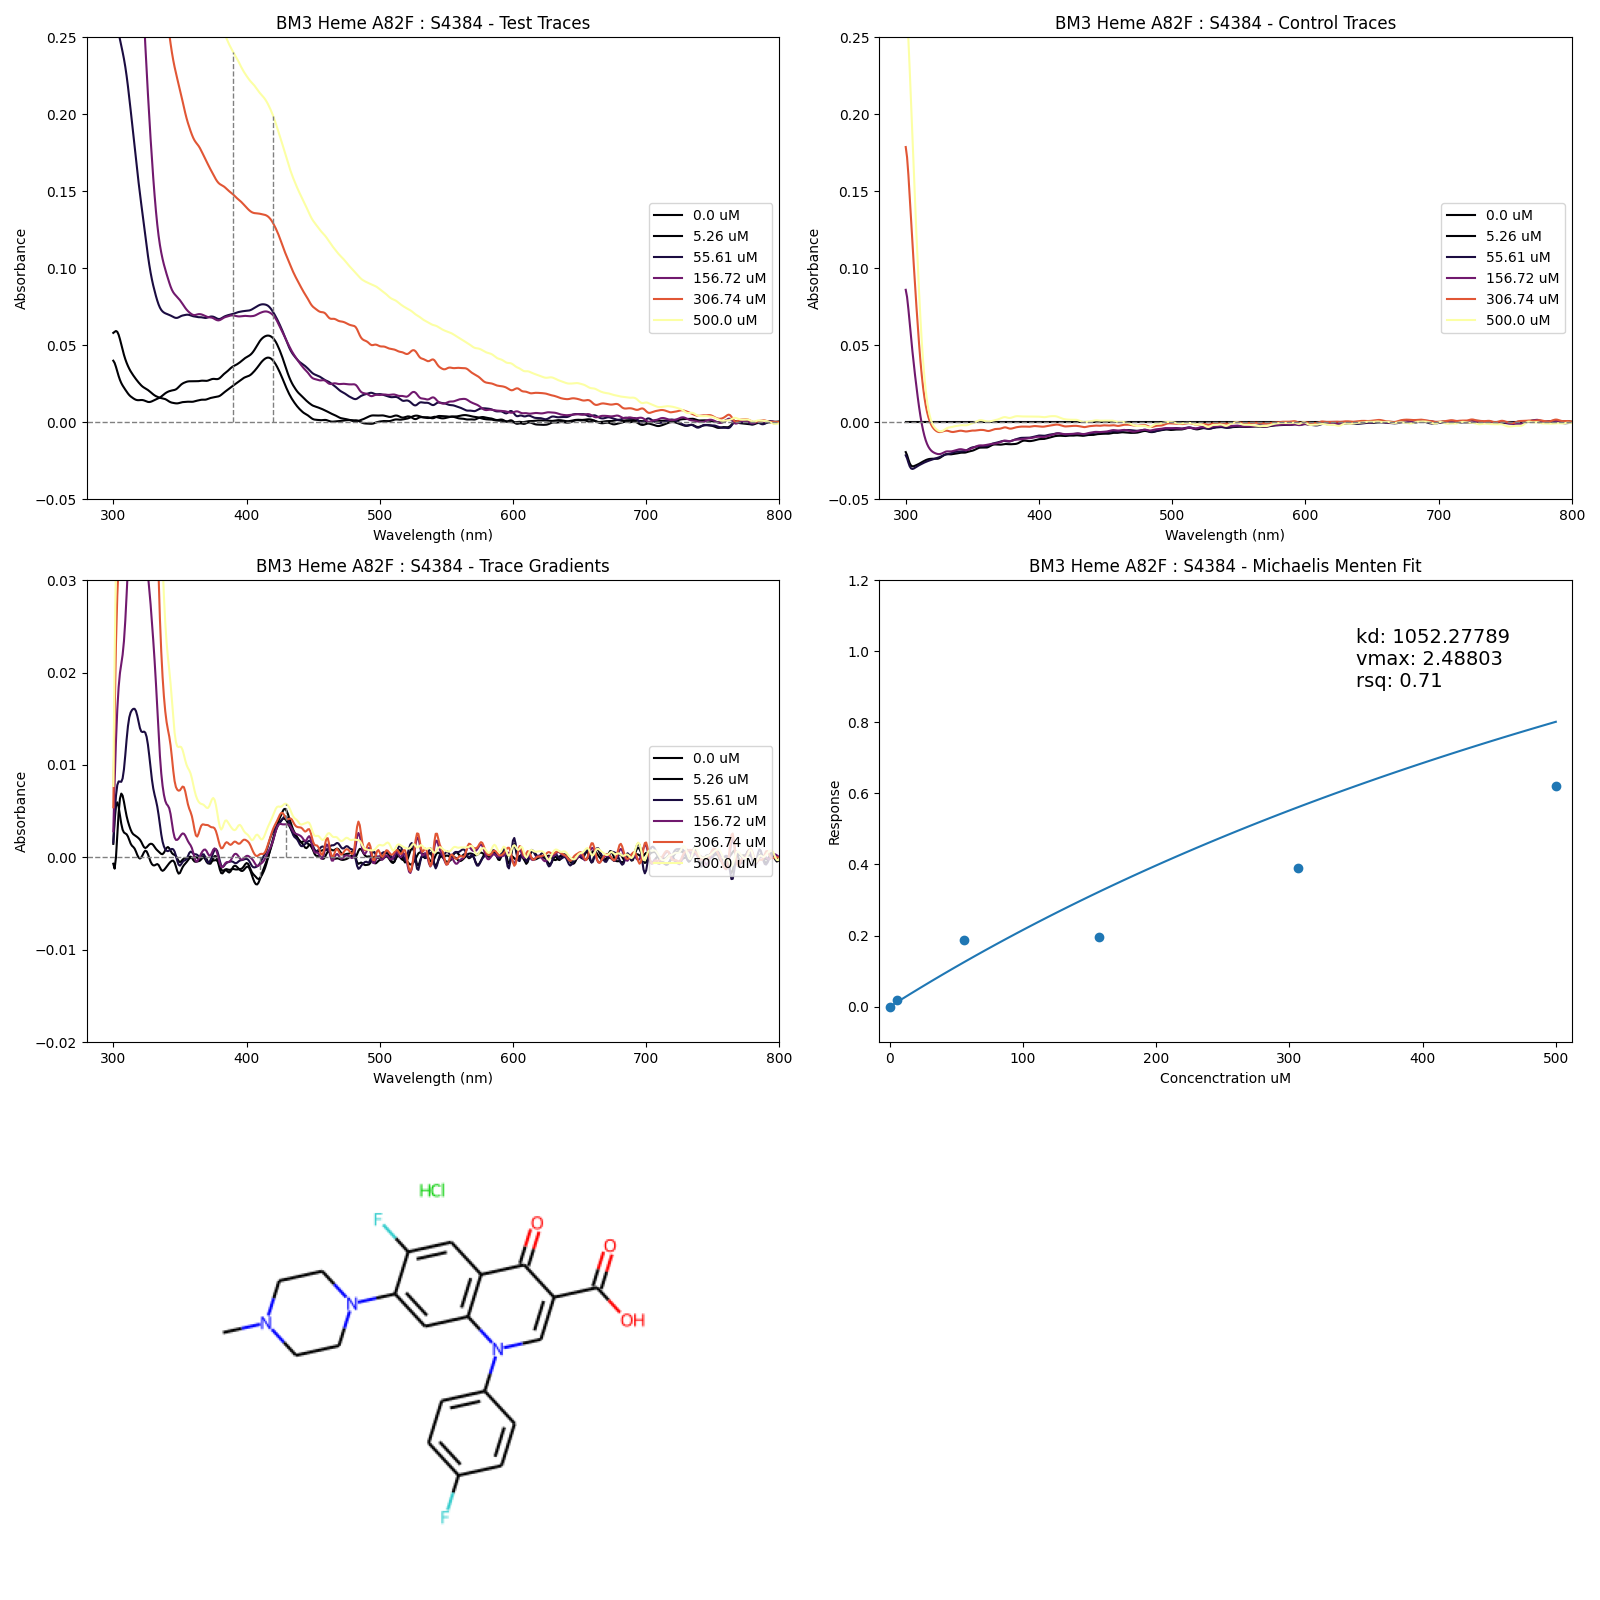 BM3 Heme A82F : S4384 - Test Traces
0.25
0.20
0.15
0.10
0.05
0.00
−0.05
Absorbance
300 400 500 600 700 800
Wavelength (nm)
0.0 uM
5.26 uM
55.61 uM
156.72 uM
306.74 uM
500.0 uM
BM3 Heme A82F : S4384 - Control Traces
0.25
0.20
0.15
0.10
0.05
0.00
−0.05
Absorbance
300 400 500 600 700 800
Wavelength (nm)
0.0 uM
5.26 uM
55.61 uM
156.72 uM
306.74 uM
500.0 uM
BM3 Heme A82F : S4384 - Trace Gradients
0.03
0.02
0.01
0.00
−0.01
−0.02
Absorbance
300 400 500 600 700 800
Wavelength (nm)
0.0 uM
5.26 uM
55.61 uM
156.72 uM
306.74 uM
500.0 uM
BM3 Heme A82F : S4384 - Michaelis Menten Fit
1.2
1.0
0.8
0.6
0.4
0.2
0.0
Response
kd: 1052.27789
vmax: 2.48803
rsq: 0.71
0 100 200 300 400 500
Concenctration uM
HCl
F
O
O
OH
N
N
N
F